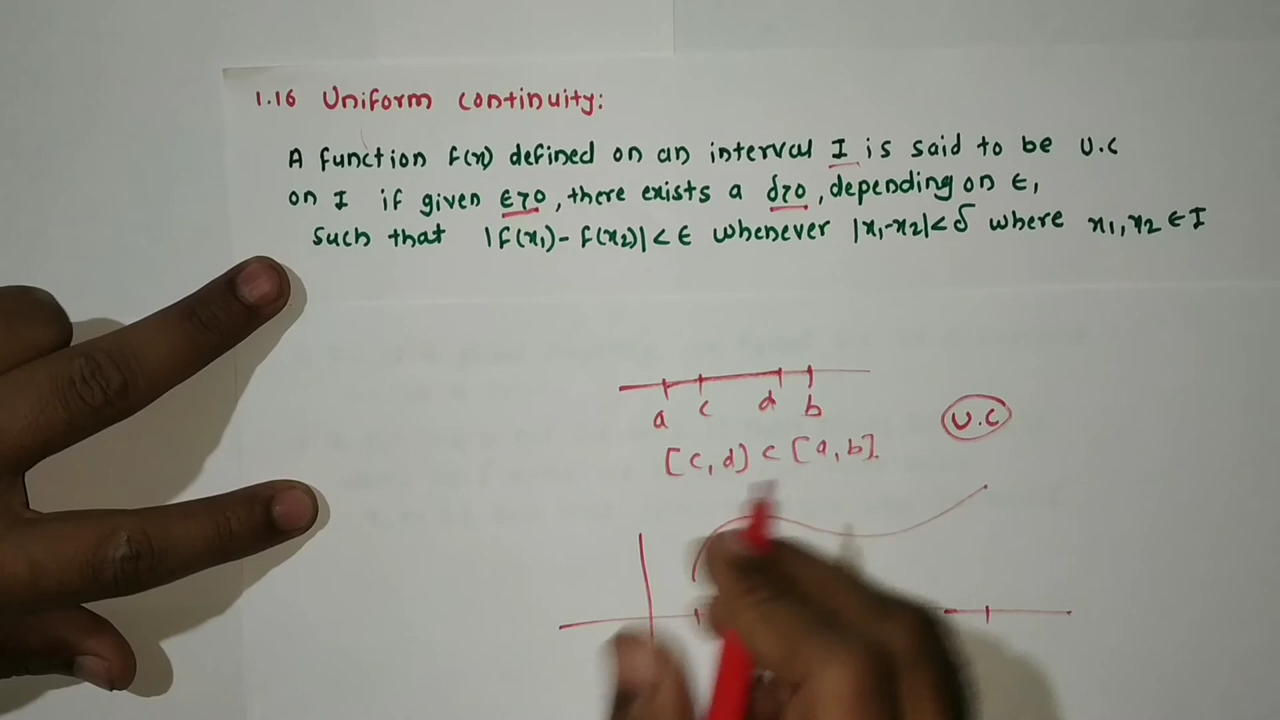 1.16 Uniform continuity:
A function f(x) defined on an interval I is said to be U.C
on I if given ϵ>0, there exists a δ>0, depending on ϵ,
such that |f(x1)-f(x2)|<ϵ whenever |x1-x2|<δ where x1,x2 ∈ I
a c d b
U.C
[c,d] ⊂ [a,b].